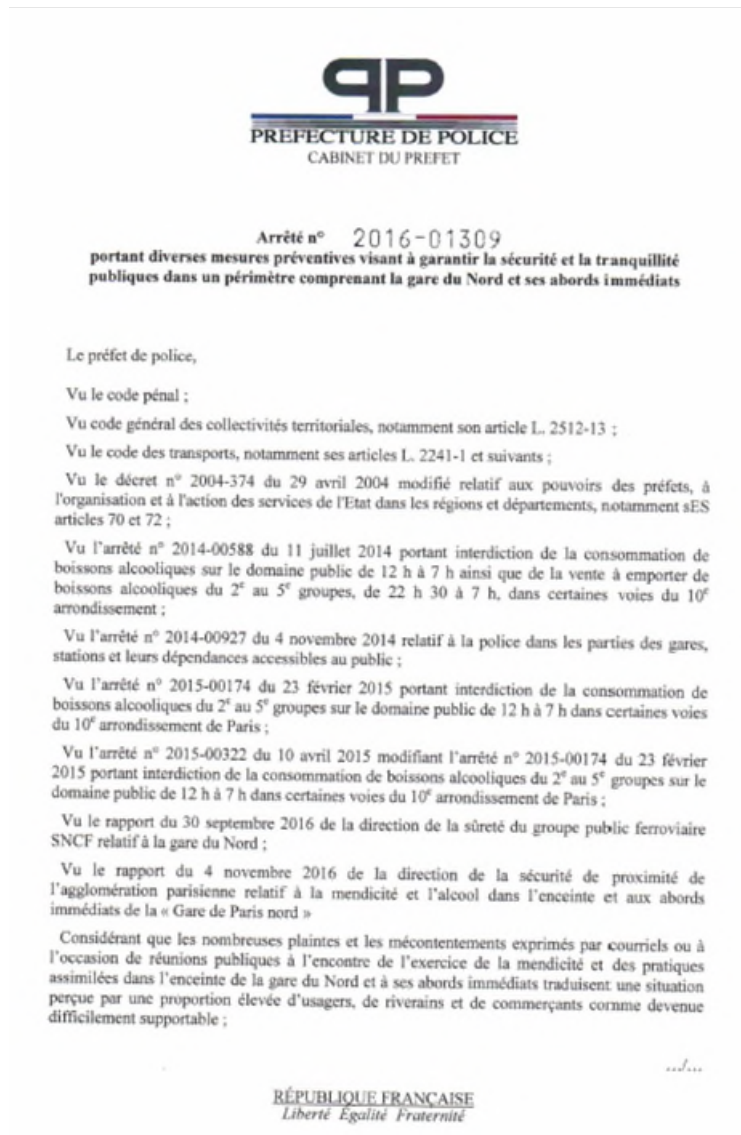 PP
PREFECTURE DE POLICE
CABINET DU PREFET
Arrêté n° 2016-01309
portant diverses mesures préventives visant à garantir la sécurité et la tranquillité
publiques dans un périmètre comprenant la gare du Nord et ses abords immédiats
Le préfet de police,
Vu le code pénal ;
Vu code général des collectivités territoriales, notamment son article L. 2512-13 ;
Vu le code des transports, notamment ses articles L. 2241-1 et suivants ;
Vu le décret n° 2004-374 du 29 avril 2004 modifié relatif aux pouvoirs des préfets, à
l'organisation et à l'action des services de l'Etat dans les régions et départements, notamment sES
articles 70 et 72 ;
Vu l'arrêté n° 2014-00588 du 11 juillet 2014 portant interdiction de la consommation de
boissons alcooliques sur le domaine public de 12 h à 7 h ainsi que de la vente à emporter de
boissons alcooliques du 2e au 5e groupes, de 22 h 30 à 7 h, dans certaines voies du 10e
arrondissement ;
Vu l'arrêté n° 2014-00927 du 4 novembre 2014 relatif à la police dans les parties des gares,
stations et leurs dépendances accessibles au public ;
Vu l'arrêté n° 2015-00174 du 23 février 2015 portant interdiction de la consommation de
boissons alcooliques du 2e au 5e groupes sur le domaine public de 12 h à 7 h dans certaines voies
du 10e arrondissement de Paris ;
Vu l'arrêté n° 2015-00322 du 10 avril 2015 modifiant l'arrêté n° 2015-00174 du 23 février
2015 portant interdiction de la consommation de boissons alcooliques du 2e au 5e groupes sur le
domaine public de 12 h à 7 h dans certaines voies du 10e arrondissement de Paris ;
Vu le rapport du 30 septembre 2016 de la direction de la sûreté du groupe public ferroviaire
SNCF relatif à la gare du Nord ;
Vu le rapport du 4 novembre 2016 de la direction de la sécurité de proximité de
l'agglomération parisienne relatif à la mendicité et l'alcool dans l'enceinte et aux abords
immédiats de la « Gare de Paris nord »
Considérant que les nombreuses plaintes et les mécontentements exprimés par courriels ou à
l'occasion de réunions publiques à l'encontre de l'exercice de la mendicité et des pratiques
assimilées dans l'enceinte de la gare du Nord et à ses abords immédiats traduisent une situation
perçue par une proportion élevée d'usagers, de riverains et de commerçants comme devenue
difficilement supportable ;
.../...
RÉPUBLIQUE FRANÇAISE
Liberté Égalité Fraternité